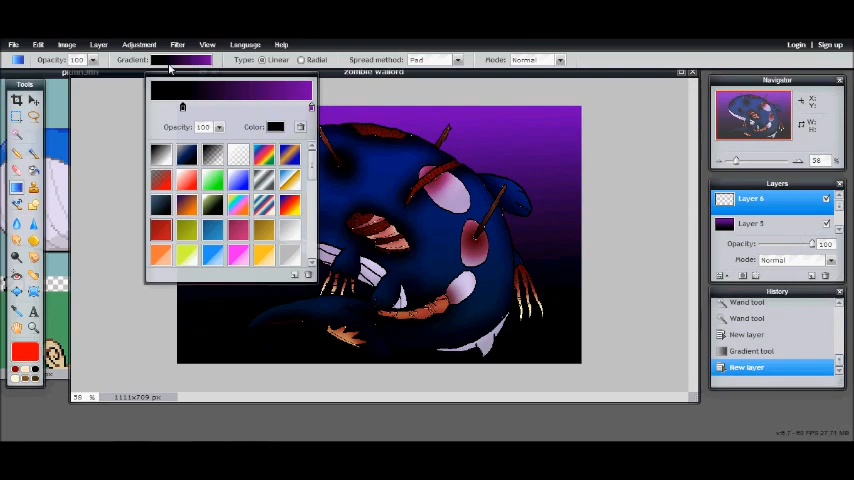 File Edit Image Layer Adjustment Filter View Language Help Login | Sign up
Opacity: 100 Gradient: Type: Linear Radial Spread method: Pad Mode: Normal
zombie wailord
Tools
Opacity: 100 Color:
Navigator
X:
Y:
W:
H:
58 %
Layers
Layer 6
Layer 5
Opacity: 100
Mode: Normal
History
Wand tool
Wand tool
New layer
Gradient tool
New layer
58 % 1111x709 px